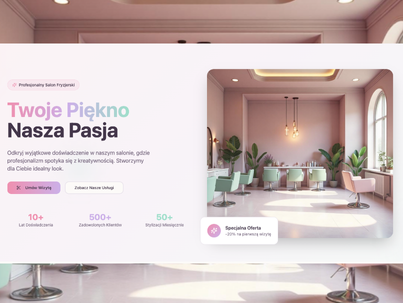 Profesjonalny Salon Fryzjerski
Twoje Piękno
Nasza Pasja
Odkryj wyjątkowe doświadczenie w naszym salonie, gdzie
profesjonalizm spotyka się z kreatywnością. Stworzymy
dla Ciebie idealny look.
Umów Wizytę
Zobacz Nasze Usługi
10+
Lat Doświadczenia
500+
Zadowolonych Klientów
50+
Stylizacji Miesięcznie
Specjalna Oferta
-20% na pierwszą wizytę